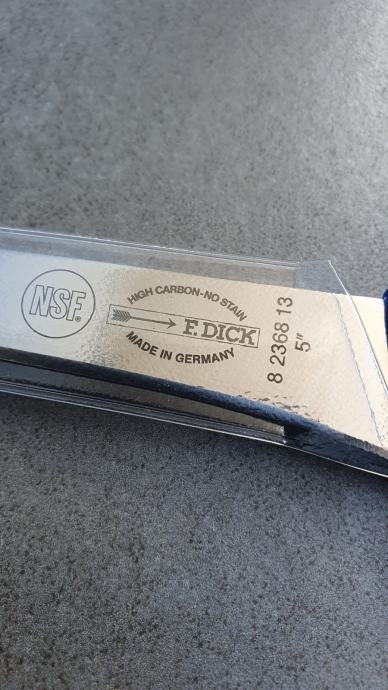 NSF®
HIGH CARBON-NO STAIN
F. DICK
MADE IN GERMANY
8 2368 13
5"